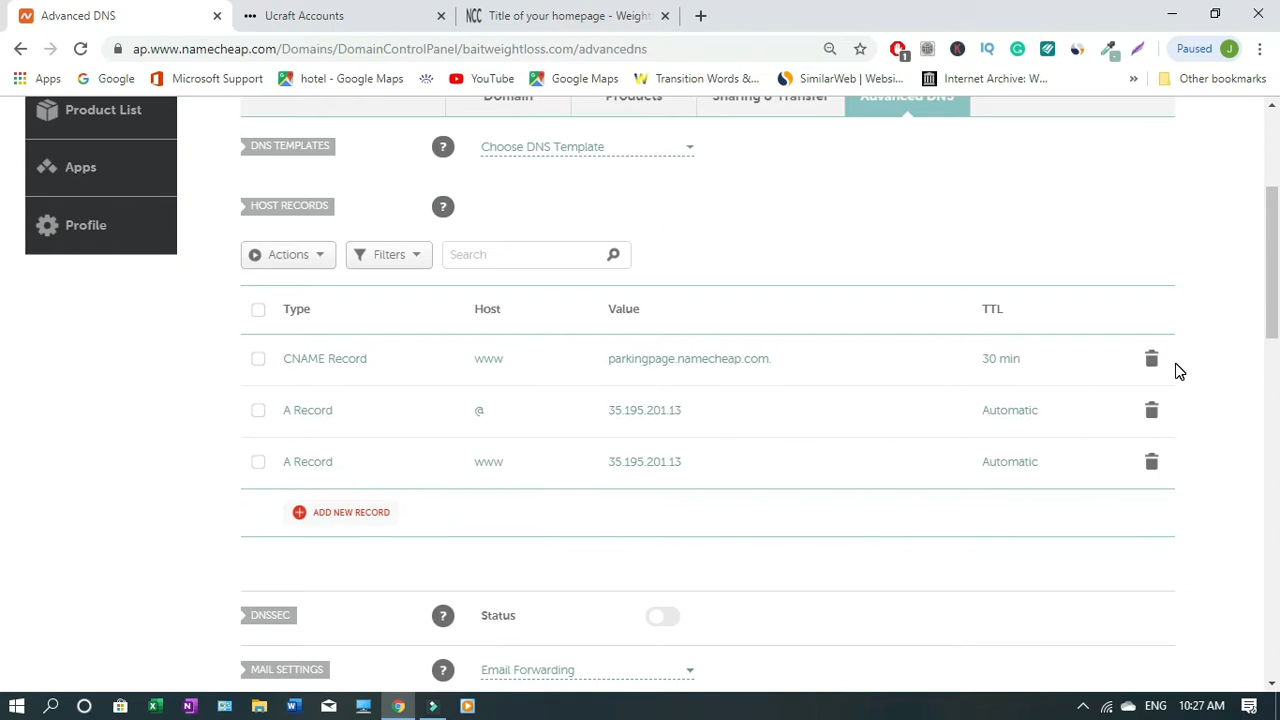 Advanced DNS
Ucraft Accounts
NCC Title of your homepage - Weight
ap.www.namecheap.com/Domains/DomainControlPanel/baitweightloss.com/advancedns
1
K
IQ
G
Paused J
Apps Google Microsoft Support hotel - Google Maps YouTube Google Maps Transition Words &... SimilarWeb | Websi... Internet Archive: W... » Other bookmarks
Domain Products Sharing & Transfer Advanced DNS
Product List
Apps
Profile
DNS TEMPLATES ? Choose DNS Template
HOST RECORDS ?
Actions Filters Search
Type Host Value TTL
CNAME Record www parkingpage.namecheap.com. 30 min
A Record @ 35.195.201.13 Automatic
A Record www 35.195.201.13 Automatic
ADD NEW RECORD
DNSSEC ? Status
MAIL SETTINGS ? Email Forwarding
ENG 10:27 AM